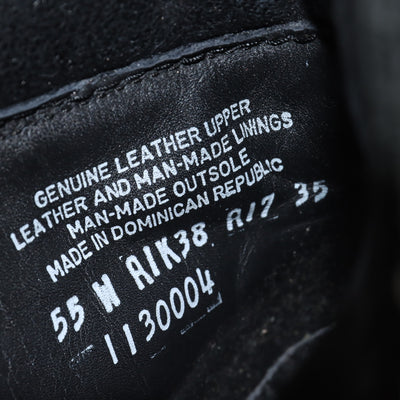 GENUINE LEATHER UPPER
LEATHER AND MAN-MADE LININGS
MAN-MADE OUTSOLE
MADE IN DOMINICAN REPUBLIC
55 N R1K38 R17 35
1130004